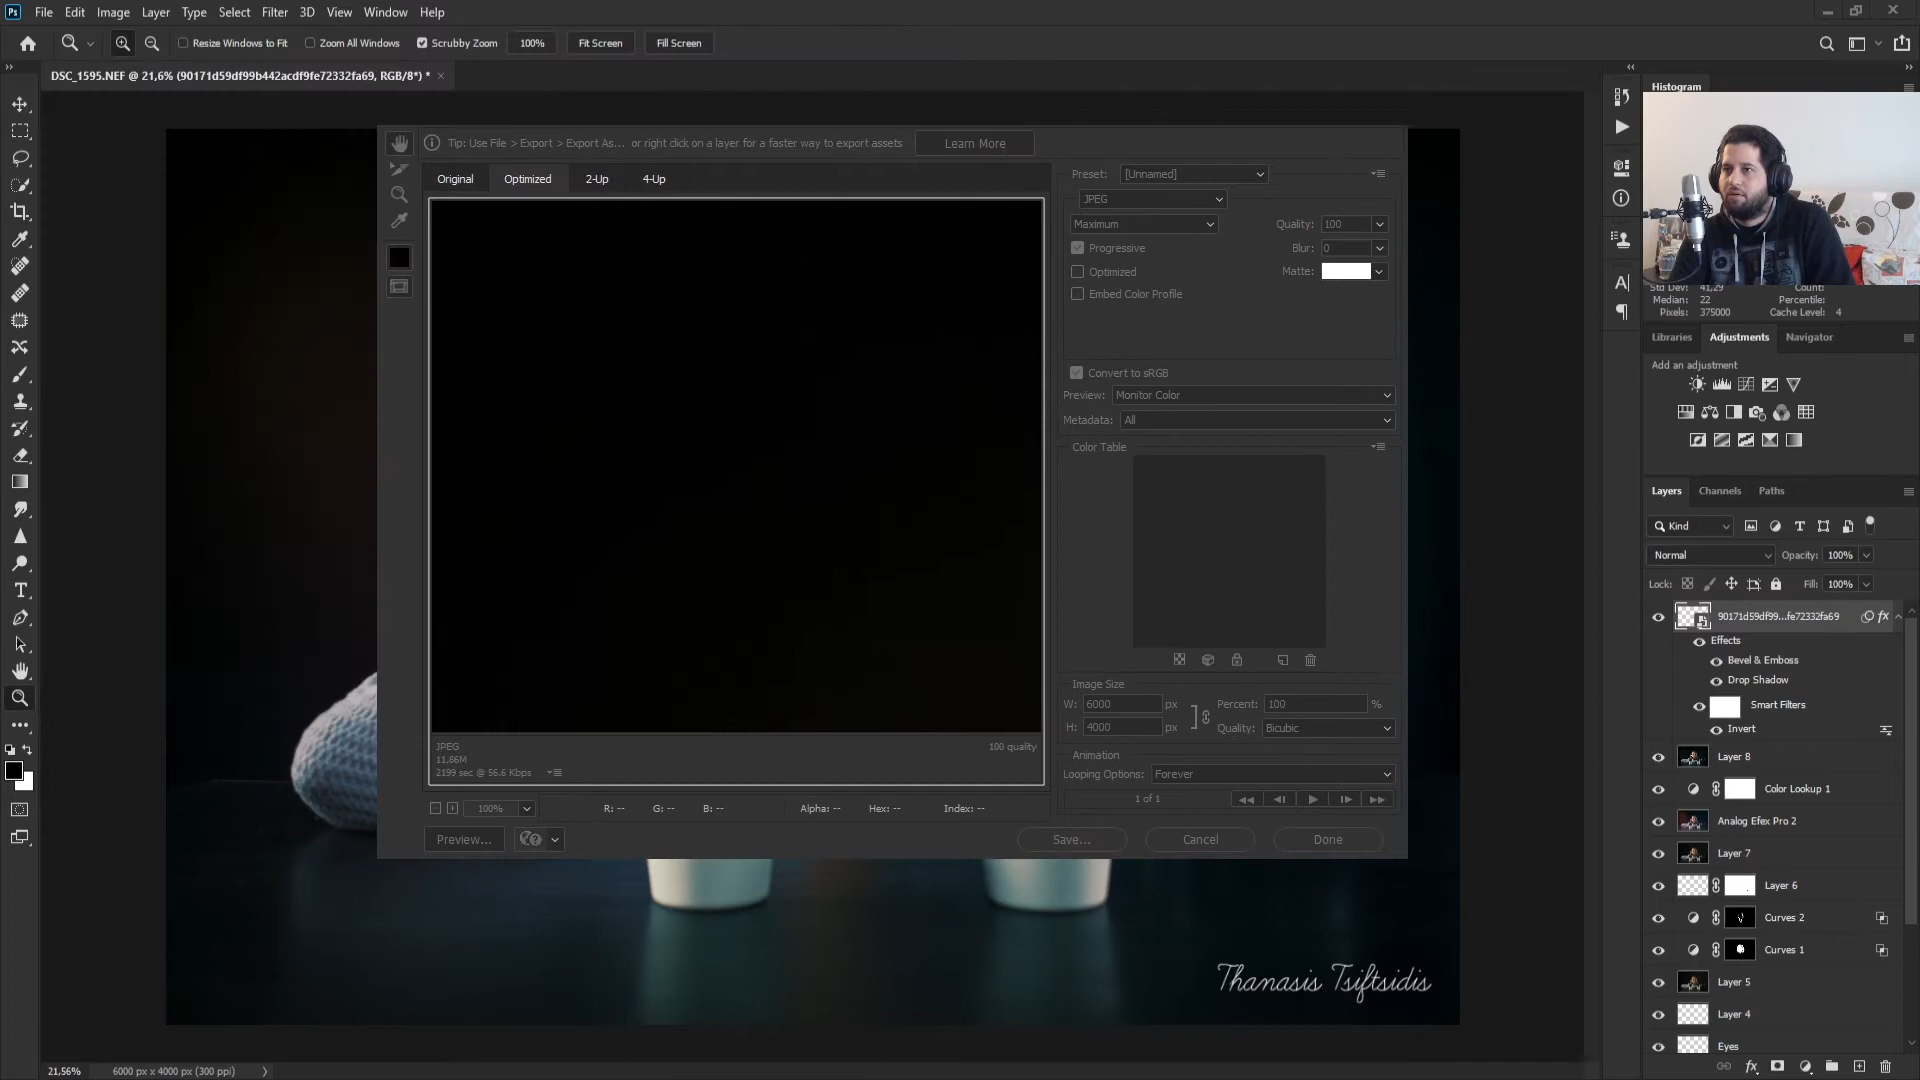 Ps File Edit Image Layer Type Select Filter 3D View Window Help
Resize Windows to Fit Zoom All Windows Scrubby Zoom 100% Fit Screen Fill Screen
DSC_1595.NEF @ 21,6% (90171d59df99b442acdf9fe72332fa69, RGB/8*) * ×
Histogram
Tip: Use File > Export > Export As... or right click on a layer for a faster way to export assets Learn More
Original Optimized 2-Up 4-Up
Preset: [Unnamed]
JPEG
Maximum Quality: 100
Progressive Blur: 0
Optimized Matte:
Embed Color Profile
Convert to sRGB
Preview: Monitor Color
Metadata: All
Color Table
Image Size
W: 6000 px Percent: 100 %
H: 4000 px Quality: Bicubic
Animation
Looping Options: Forever
1 of 1
JPEG 100 quality
11,86M
2199 sec @ 56.6 Kbps
100% R: -- G: -- B: -- Alpha: -- Hex: -- Index: --
Preview... Save... Cancel Done
Std Dev: 41,29 Count:
Median: 22 Percentile:
Pixels: 375000 Cache Level: 4
Libraries Adjustments Navigator
Add an adjustment
Layers Channels Paths
Kind
Normal Opacity: 100%
Lock: Fill: 100%
90171d59df99...fe72332fa69 fx
Effects
Bevel & Emboss
Drop Shadow
Smart Filters
Invert
Layer 8
Color Lookup 1
Analog Efex Pro 2
Layer 7
Layer 6
Curves 2
Curves 1
Layer 5
Layer 4
Eyes
Thanasis Tsiftsidis
21,56% 6000 px x 4000 px (300 ppi)